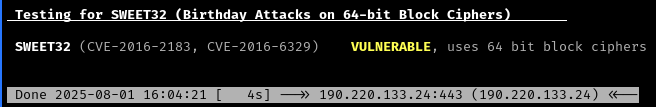 Testing for SWEET32 (Birthday Attacks on 64-bit Block Ciphers)
SWEET32 (CVE-2016-2183, CVE-2016-6329)    VULNERABLE, uses 64 bit block ciphers
Done 2025-08-01 16:04:21 [   4s] -->> 190.220.133.24:443 (190.220.133.24) <<--